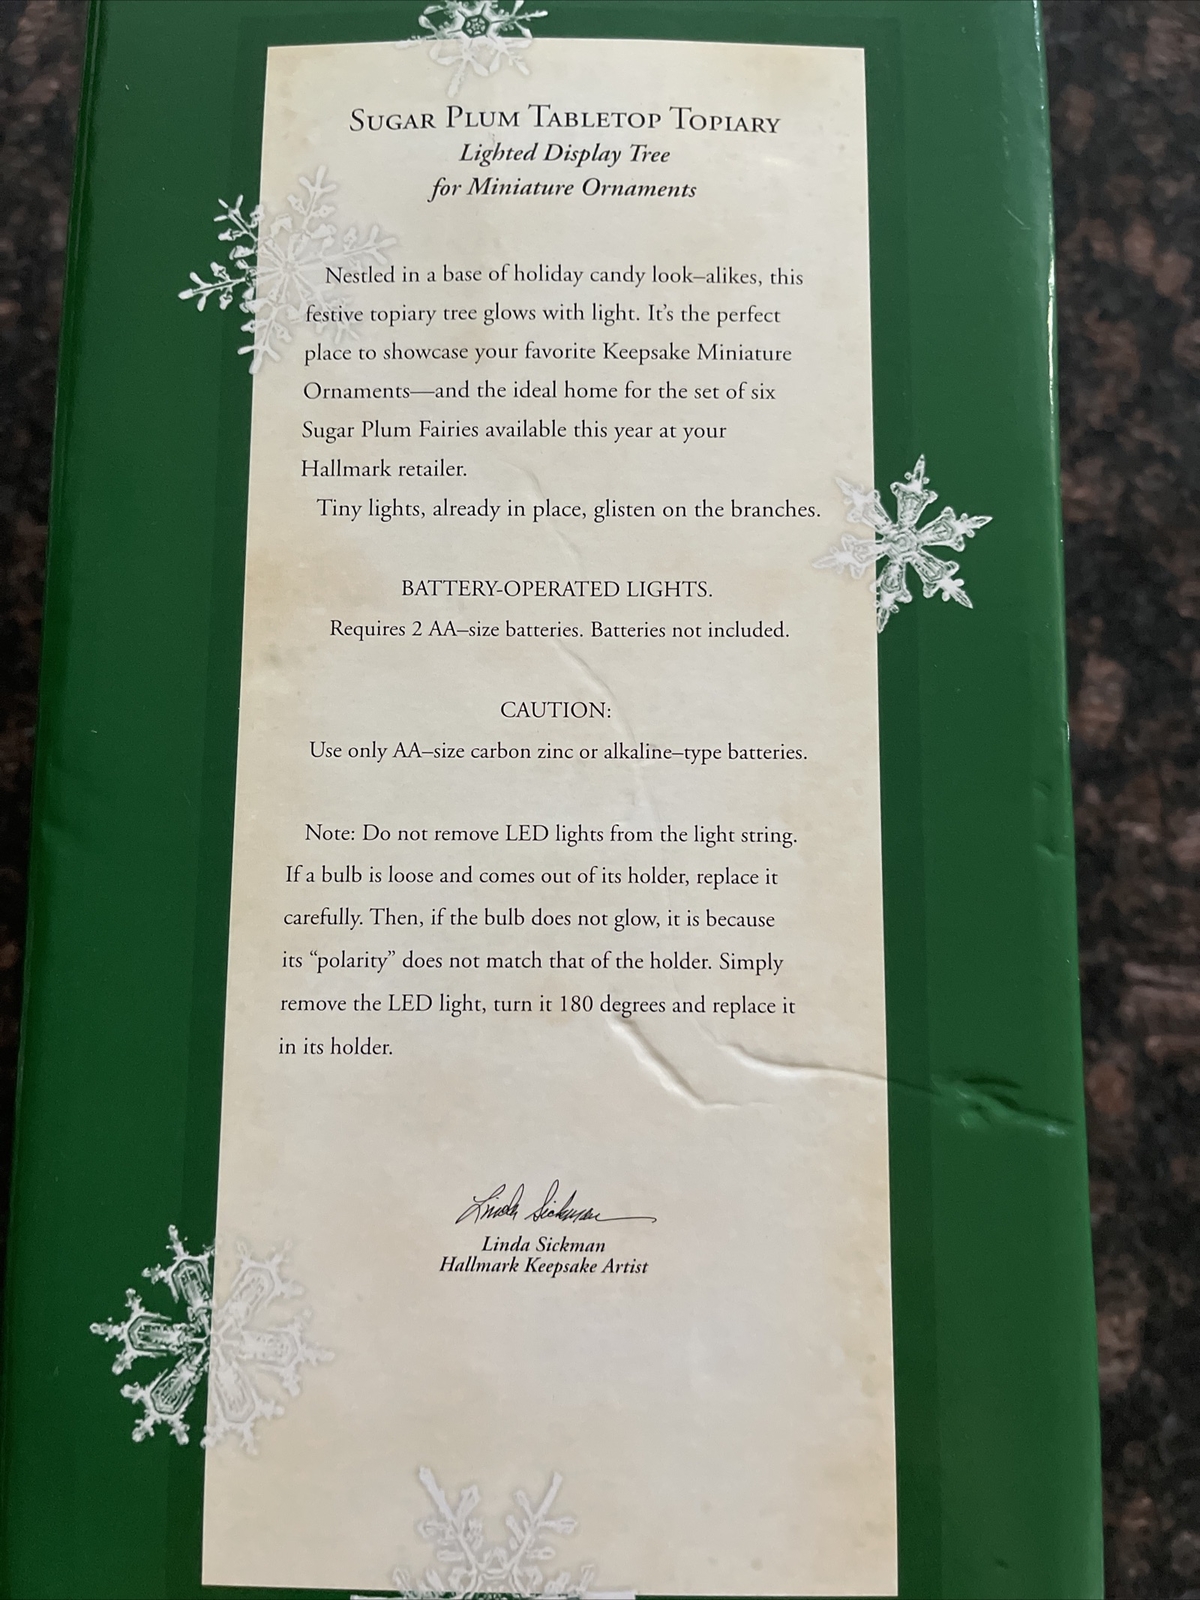 SUGAR PLUM TABLETOP TOPIARY
Lighted Display Tree
for Miniature Ornaments
Nestled in a base of holiday candy look–alikes, this
festive topiary tree glows with light. It’s the perfect
place to showcase your favorite Keepsake Miniature
Ornaments—and the ideal home for the set of six
Sugar Plum Fairies available this year at your
Hallmark retailer.
Tiny lights, already in place, glisten on the branches.
BATTERY-OPERATED LIGHTS.
Requires 2 AA–size batteries. Batteries not included.
CAUTION:
Use only AA–size carbon zinc or alkaline–type batteries.
Note: Do not remove LED lights from the light string.
If a bulb is loose and comes out of its holder, replace it
carefully. Then, if the bulb does not glow, it is because
its “polarity” does not match that of the holder. Simply
remove the LED light, turn it 180 degrees and replace it
in its holder.
Linda Sickman
Linda Sickman
Hallmark Keepsake Artist